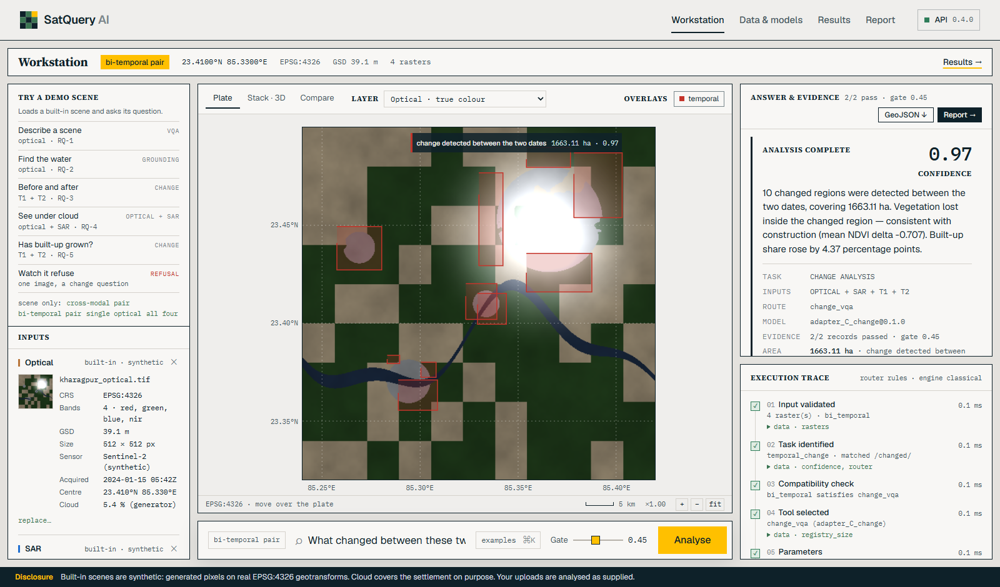 SatQuery AI
Workstation
Data & models
Results
Report
API 0.4.0
Workstation
bi-temporal pair
23.4100°N 85.3300°E
EPSG:4326
GSD 39.1 m
4 rasters
Results →
TRY A DEMO SCENE
Loads a built-in scene and asks its question.
Describe a scene
VQA
optical · RQ-1
Find the water
GROUNDING
optical · RQ-2
Before and after
CHANGE
T1 + T2 · RQ-3
See under cloud
OPTICAL + SAR
optical + SAR · RQ-4
Has built-up grown?
CHANGE
T1 + T2 · RQ-5
Watch it refuse
REFUSAL
one image, a change question
scene only: cross-modal pair
bi-temporal pair single optical all four
INPUTS
Optical
built-in · synthetic ×
kharagpur_optical.tif
CRS EPSG:4326
Bands 4 · red, green,
blue, nir
GSD 39.1 m
Size 512 × 512 px
Sensor Sentinel-2
(synthetic)
Acquired 2024-01-15 05:42Z
Centre 23.410°N 85.330°E
Cloud 5.4 % (generator)
replace…
SAR
built-in · synthetic ×
Plate
Stack · 3D
Compare
LAYER
Optical · true colour
OVERLAYS
temporal
change detected between the two dates 1663.11 ha · 0.97
23.45°N
23.40°N
23.35°N
85.25°E
85.30°E
85.35°E
85.40°E
EPSG:4326 · move over the plate
5 km
×1.00
+
−
fit
bi-temporal pair
What changed between these tw
examples ⌘K
Gate
0.45
Analyse
ANSWER & EVIDENCE 2/2 pass · gate 0.45
GeoJSON ↓
Report →
ANALYSIS COMPLETE
0.97
CONFIDENCE
10 changed regions were detected between the
two dates, covering 1663.11 ha. Vegetation lost
inside the changed region — consistent with
construction (mean NDVI delta -0.707). Built-up
share rose by 4.37 percentage points.
TASK CHANGE ANALYSIS
INPUTS OPTICAL + SAR + T1 + T2
ROUTE change_vqa
MODEL adapter_C_change@0.1.0
EVIDENCE 2/2 records passed · gate 0.45
AREA 1663.11 ha · change detected between
EXECUTION TRACE
router rules · engine classical
01 Input validated 0.1 ms
4 raster(s) · bi_temporal
▶ data · rasters
02 Task identified 0.1 ms
temporal_change · matched /changed/
▶ data · confidence, router
03 Compatibility check 0.1 ms
bi_temporal satisfies change_vqa
04 Tool selected 0.1 ms
change_vqa (adapter_C_change)
▶ data · registry_size
05 Parameters 0.1 ms
Disclosure Built-in scenes are synthetic: generated pixels on real EPSG:4326 geotransforms. Cloud covers the settlement on purpose. Your uploads are analysed as supplied.